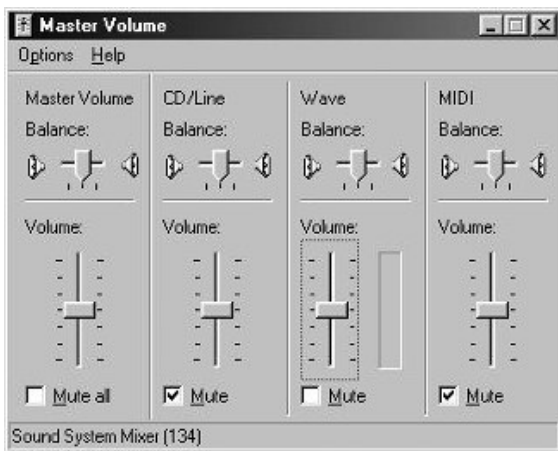 Master Volume
Options Help
Master Volume CD/Line Wave MIDI
Balance: Balance: Balance: Balance:
Volume: Volume: Volume: Volume:
Mute all Mute Mute Mute
Sound System Mixer (134)